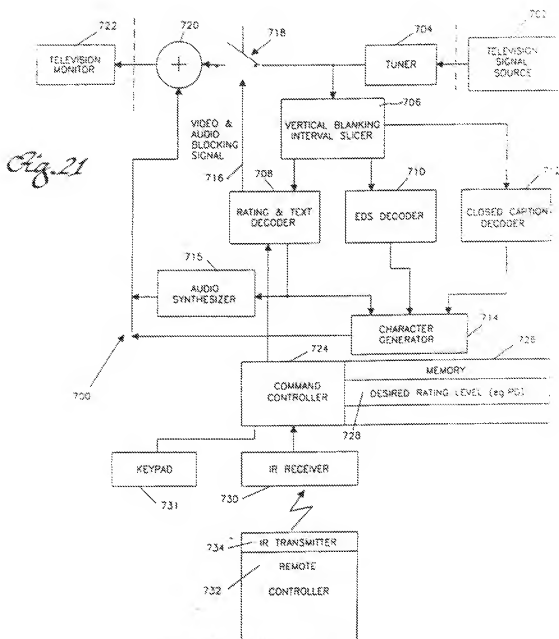 722
720
718
704
702
TELEVISION
MONITOR
TUNER
TELEVISION
SIGNAL
SOURCE
706
VIDEO &
AUDIO
BLOCKING
SIGNAL
VERTICAL BLANKING
INTERVAL SLICER
Fig. 21
716
708
710
712
RATING & TEXT
DECODER
EDS DECODER
CLOSED CAPTION
DECODER
715
AUDIO
SYNTHESIZER
CHARACTER
GENERATOR
714
700
724
726
COMMAND
CONTROLLER
MEMORY
DESIRED RATING LEVEL (eg PG)
728
KEYPAD
IR RECEIVER
731
730
734
IR TRANSMITTER
732
REMOTE
CONTROLLER